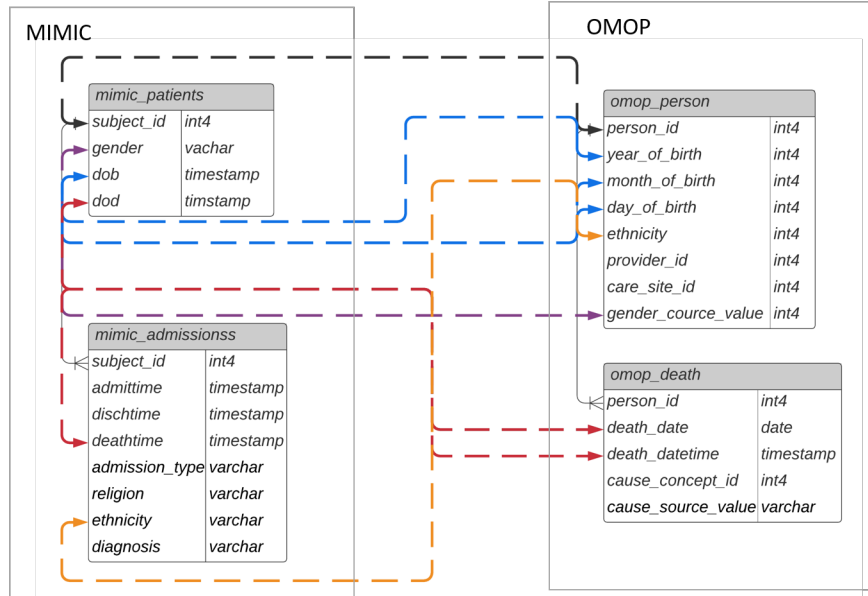 MIMIC
mimic_patients
subject_id int4
gender vachar
dob timestamp
dod timstamp
mimic_admissionss
subject_id int4
admittime timestamp
dischtime timestamp
deathtime timestamp
admission_type varchar
religion varchar
ethnicity varchar
diagnosis varchar
OMOP
omop_person
person_id int4
year_of_birth int4
month_of_birth int4
day_of_birth int4
ethnicity int4
provider_id int4
care_site_id int4
gender_cource_value int4
omop_death
person_id int4
death_date date
death_datetime timestamp
cause_concept_id int4
cause_source_value varchar